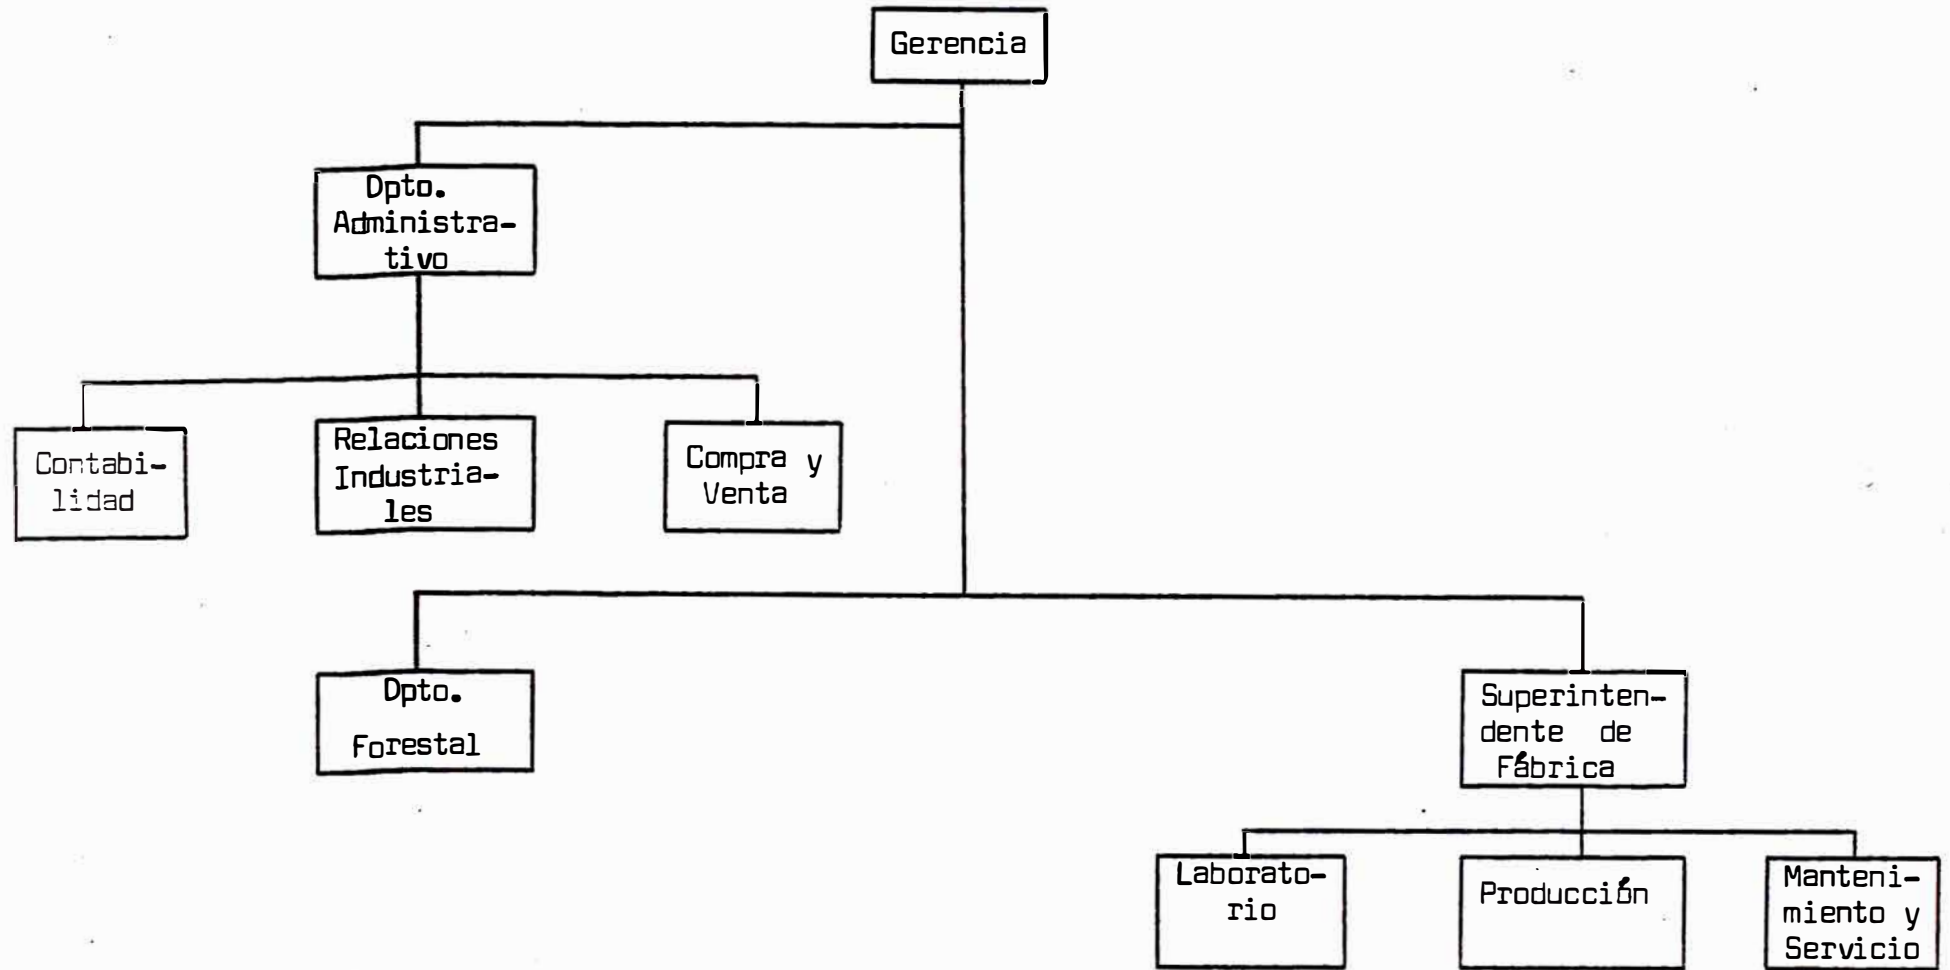 Gerencia
Dpto.
Administra-
tivo
Contabi-
lidad
Relaciones
Industria-
les
Compra y
Venta
Dpto.
Forestal
Superinten-
dente de
Fábrica
Laborato-
rio
Producción
Manteni-
miento y
Servicio